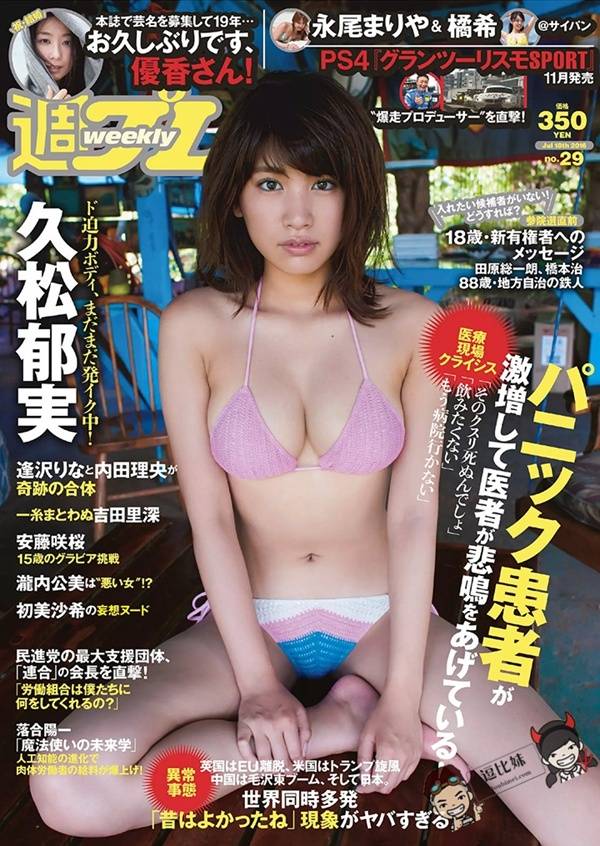 祝・結婚
本誌で芸名を募集して19年…
お久しぶりです、
優香さん!
永尾まりや&橘希
@サイパン
PS4『グランツーリスモSPORT』
11月発売
"爆走プロデューサー"を直撃!
週プレ
weekly
価格
350
YEN
Jul 18th 2016
no.29
入れたい候補者がいない!
どうすれば?
参院選直前
18歳・新有権者への
メッセージ
田原総一朗、橋本治
88歳・地方自治の鉄人
ド迫力ボディ、まだまだ発イク中!
久松郁実
医療
現場
クライシス
「そのクスリ死ぬんでしょ」
「飲みたくない」
「もう病院行かない」
パニック患者が
激増して医者が悲鳴をあげている!
逢沢りなと内田理央が
奇跡の合体
一糸まとわぬ吉田里深
安藤咲桜
15歳のグラビア挑戦
瀧内公美は"悪い女"!?
初美沙希の妄想ヌード
民進党の最大支援団体、
「連合」の会長を直撃!
「労働組合は僕たちに
何をしてくれるの?」
落合陽一
「魔法使いの未来学」
人工知能の進化で
肉体労働者の給料が爆上げ!
異常
事態
英国はEU離脱、米国はトランプ旋風
中国は毛沢東ブーム、そして日本。
世界同時多発
「昔はよかったね」現象がヤバすぎる
逗比妹